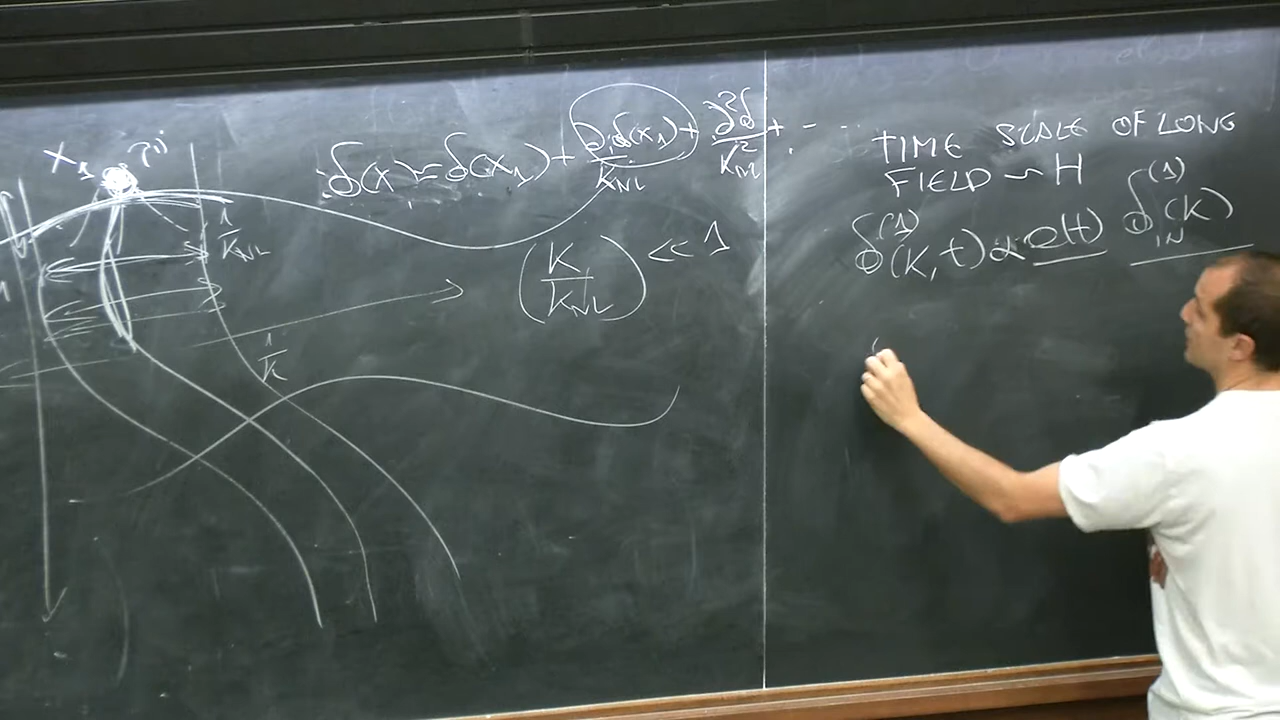 δ(x) = δ(x₁) + ∂ᵢδ(x₁)/K_NL + ∂²δ/K²_NL + - ...
x₁
1/K_NL
(K/K_NL) << 1
1/K
TIME SCALE OF LONG
FIELD ~ H
δ⁽¹⁾(K,t) ∝ a(t) δ⁽¹⁾_IN(K)